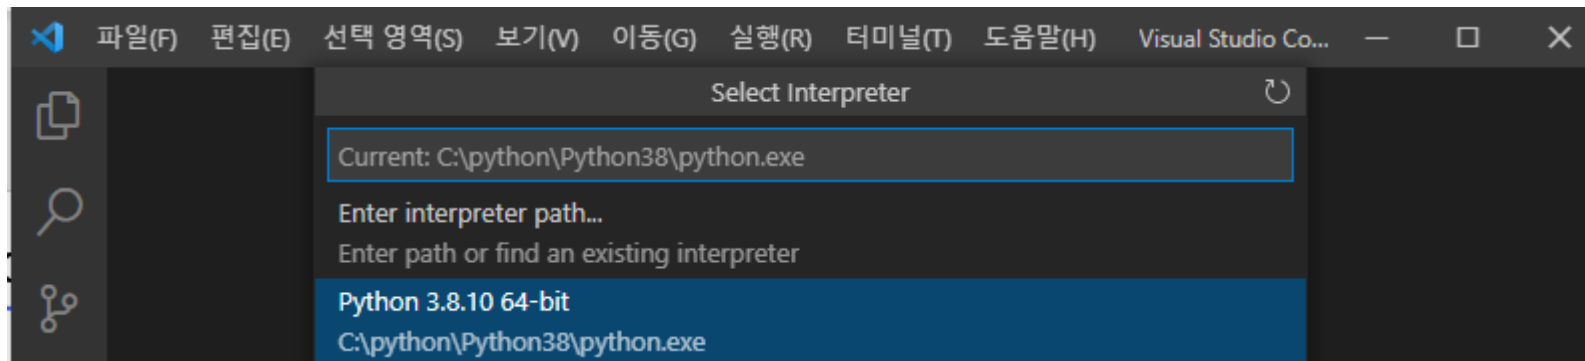 파일(F) 편집(E) 선택 영역(S) 보기(V) 이동(G) 실행(R) 터미널(T) 도움말(H) Visual Studio Co...
Select Interpreter
Current: C:\python\Python38\python.exe
Enter interpreter path...
Enter path or find an existing interpreter
Python 3.8.10 64-bit
C:\python\Python38\python.exe